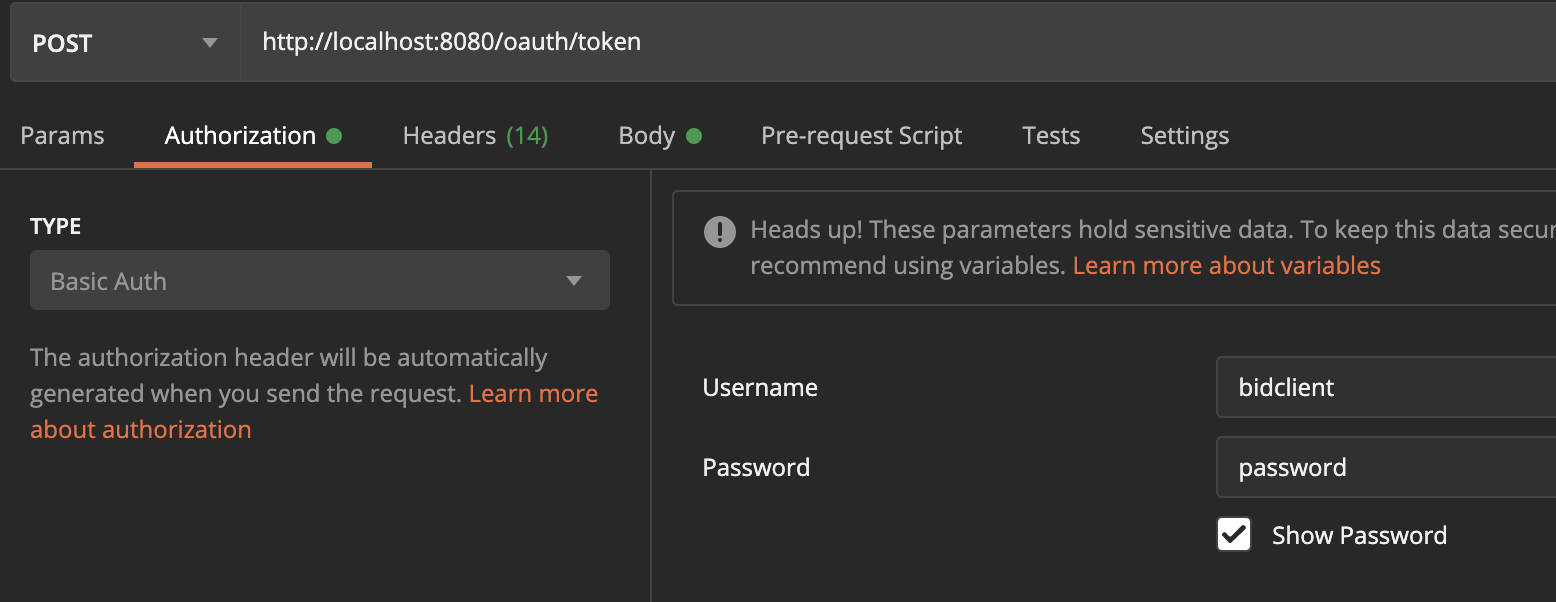 POST http://localhost:8080/oauth/token
Params Authorization Headers (14) Body Pre-request Script Tests Settings
TYPE
Basic Auth
The authorization header will be automatically
generated when you send the request. Learn more
about authorization
Heads up! These parameters hold sensitive data. To keep this data secur
recommend using variables. Learn more about variables
Username bidclient
Password password
Show Password